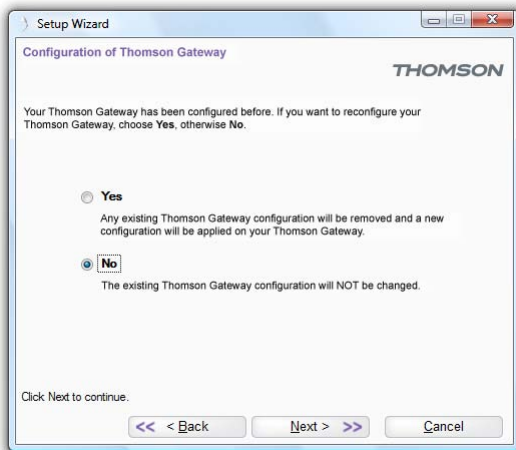 Setup Wizard
Configuration of Thomson Gateway
THOMSON
Your Thomson Gateway has been configured before. If you want to reconfigure your
Thomson Gateway, choose Yes, otherwise No.
Yes
Any existing Thomson Gateway configuration will be removed and a new
configuration will be applied on your Thomson Gateway.
No
The existing Thomson Gateway configuration will NOT be changed.
Click Next to continue.
<< < Back Next > >> Cancel